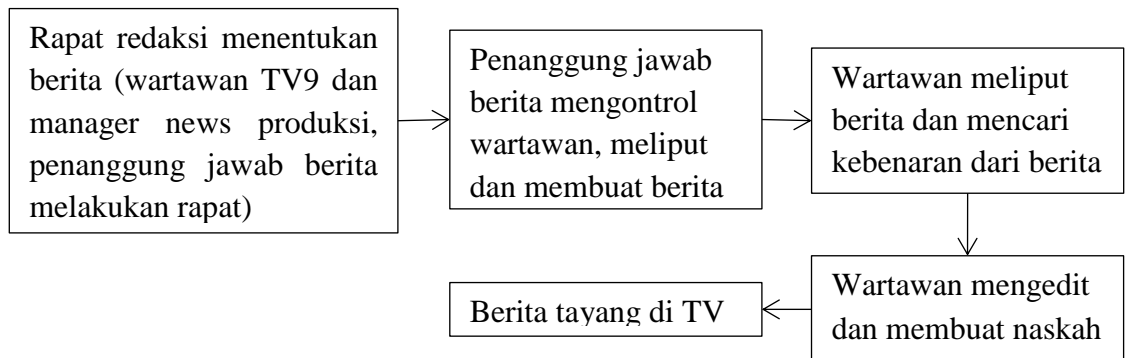 Rapat redaksi menentukan
berita (wartawan TV9 dan
manager news produksi,
penanggung jawab berita
melakukan rapat)
Penanggung jawab
berita mengontrol
wartawan, meliput
dan membuat berita
Wartawan meliput
berita dan mencari
kebenaran dari berita
Wartawan mengedit
dan membuat naskah
Berita tayang di TV